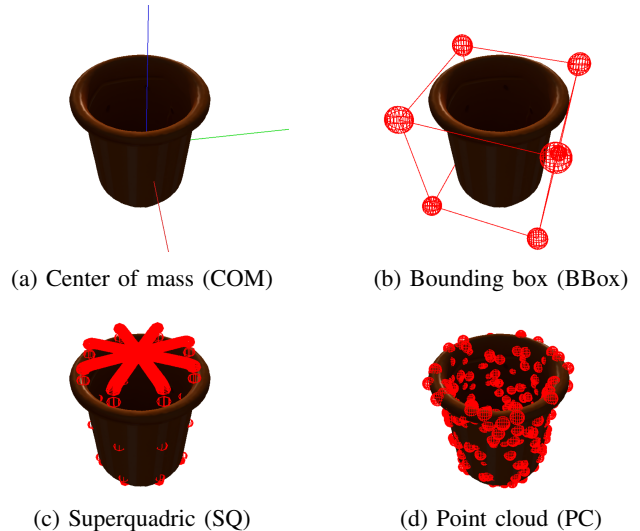 (a) Center of mass (COM)
(b) Bounding box (BBox)
(c) Superquadric (SQ)
(d) Point cloud (PC)